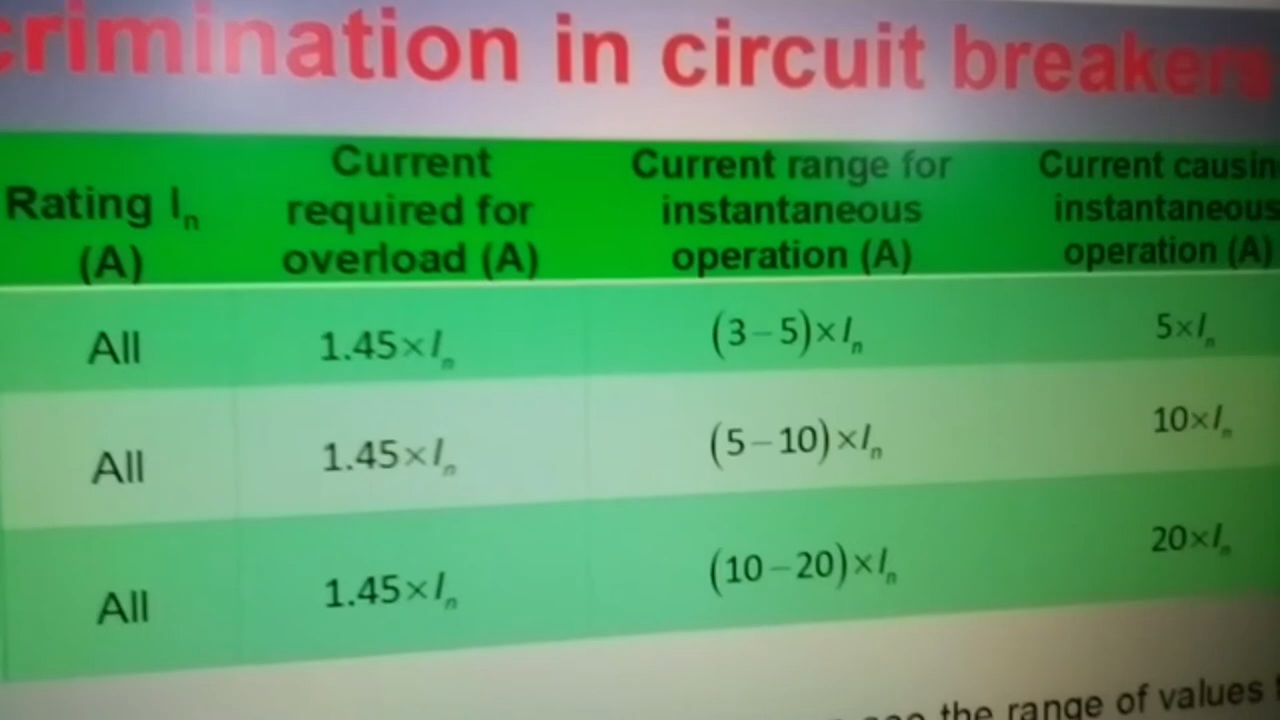 crimination in circuit breakers
Rating Iₙ (A) Current required for overload (A) Current range for instantaneous operation (A) Current causin instantaneous operation (A)
All 1.45×Iₙ (3–5)×Iₙ 5×Iₙ
All 1.45×Iₙ (5–10)×Iₙ 10×Iₙ
All 1.45×Iₙ (10–20)×Iₙ 20×Iₙ
the range of values